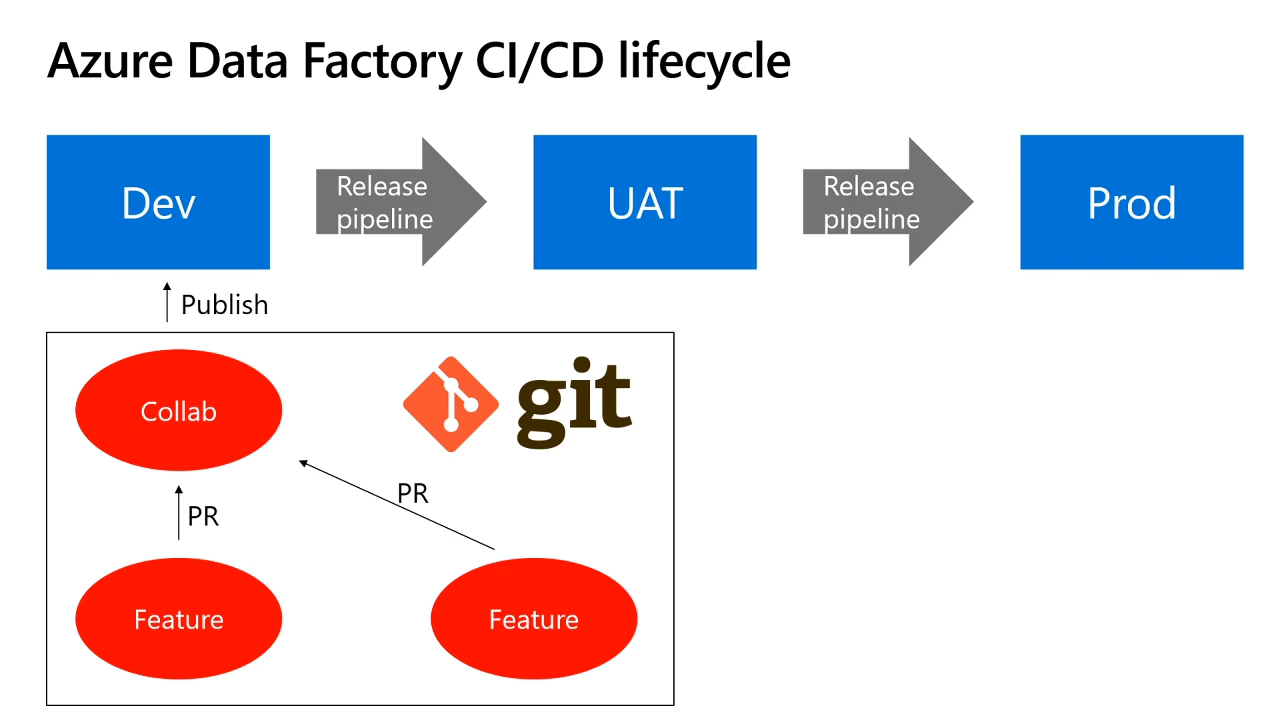 Azure Data Factory CI/CD lifecycle
Dev
Release
pipeline
UAT
Release
pipeline
Prod
Publish
Collab
git
PR
PR
Feature
Feature